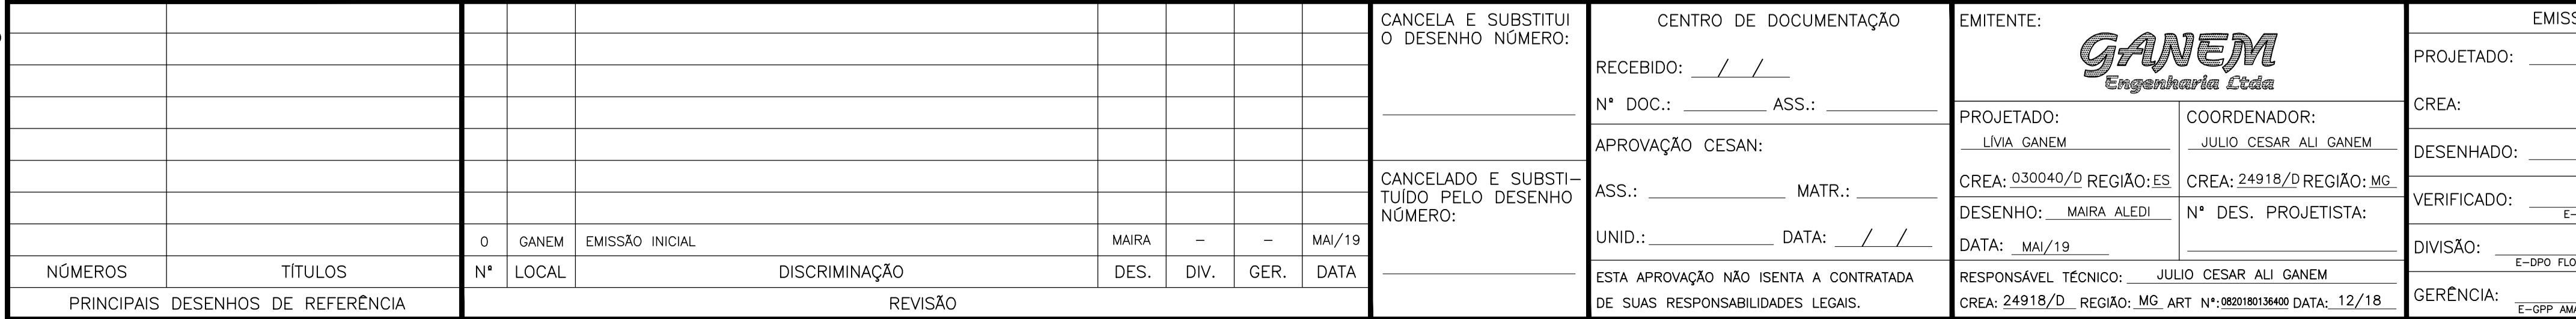 0 GANEM EMISSÃO INICIAL MAIRA – – MAI/19
NÚMEROS TÍTULOS
Nº LOCAL DISCRIMINAÇÃO DES. DIV. GER. DATA
PRINCIPAIS DESENHOS DE REFERÊNCIA
REVISÃO
CANCELA E SUBSTITUI
O DESENHO NÚMERO:
CANCELADO E SUBSTI–
TUÍDO PELO DESENHO
NÚMERO:
CENTRO DE DOCUMENTAÇÃO
RECEBIDO: / /
Nº DOC.: ASS.:
APROVAÇÃO CESAN:
ASS.: MATR.:
UNID.: DATA: / /
ESTA APROVAÇÃO NÃO ISENTA A CONTRATADA
DE SUAS RESPONSABILIDADES LEGAIS.
EMITENTE:
GANEM
Engenharia Ltda
PROJETADO:
LÍVIA GANEM
CREA: 030040/D REGIÃO: ES
COORDENADOR:
JULIO CESAR ALI GANEM
CREA: 24918/D REGIÃO: MG
DESENHO: MAIRA ALEDI
DATA: MAI/19
Nº DES. PROJETISTA:
RESPONSÁVEL TÉCNICO: JULIO CESAR ALI GANEM
CREA: 24918/D REGIÃO: MG ART Nº: 0820180136400 DATA: 12/18
PROJETADO:
CREA:
DESENHADO:
VERIFICADO:
DIVISÃO:
E–DPO
GERÊNCIA:
E–GPP